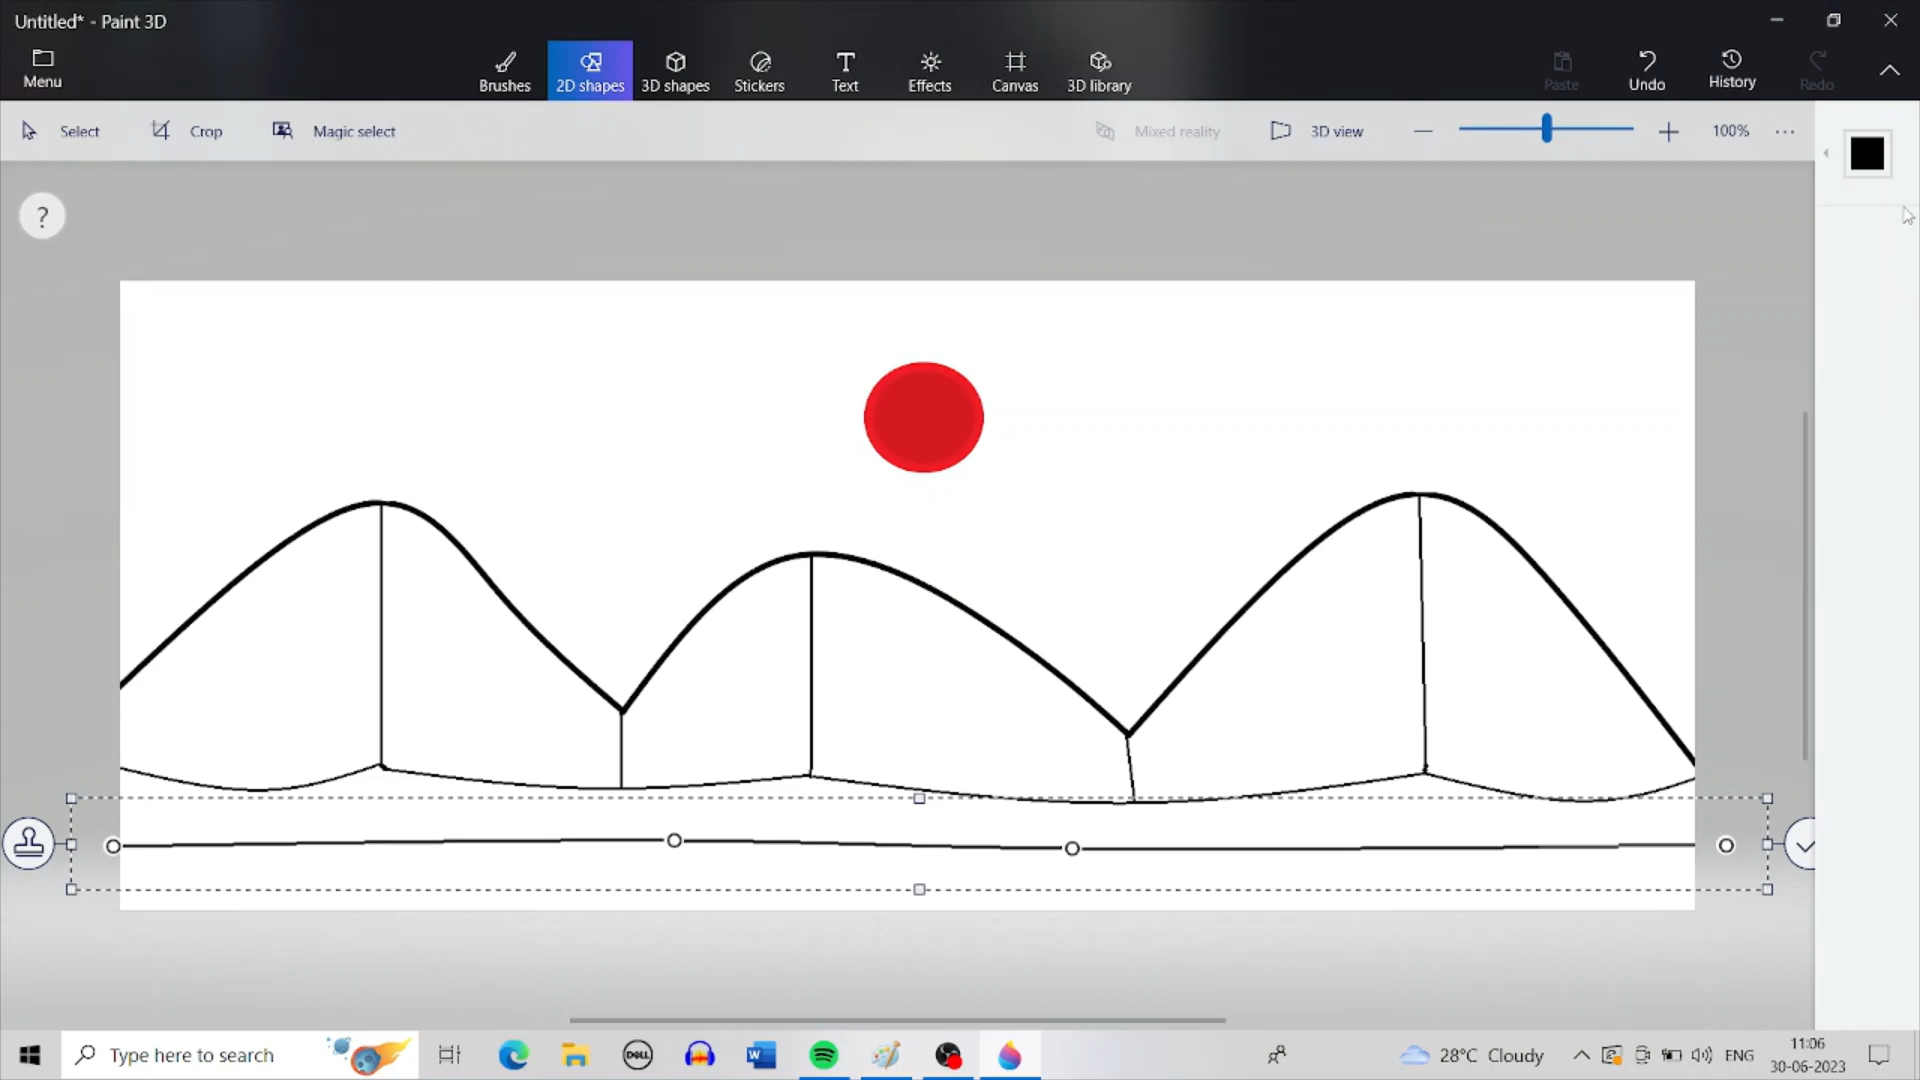 Untitled* - Paint 3D
Menu
Brushes
2D shapes
3D shapes
Stickers
Text
Effects
Canvas
3D library
Paste
Undo
History
Redo
Select
Crop
Magic select
Mixed reality
3D view
100%
?
Type here to search
DELL
W
28°C Cloudy
ENG
11:06
30-06-2023